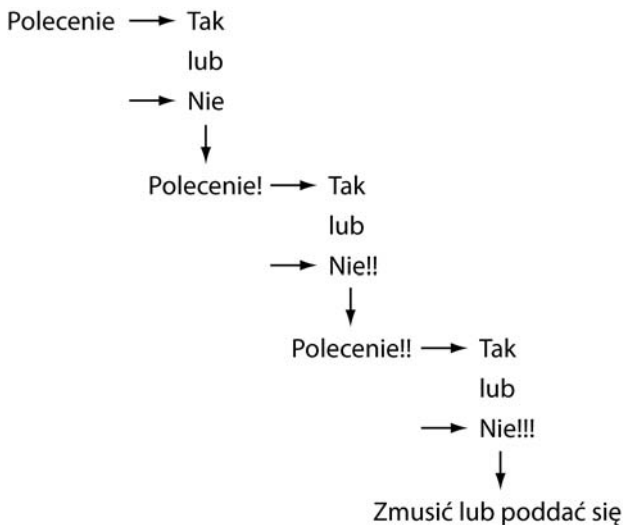 Polecenie → Tak
lub
→ Nie
↓
Polecenie! → Tak
lub
→ Nie!!
↓
Polecenie!! → Tak
lub
→ Nie!!!
↓
Zmusić lub poddać się